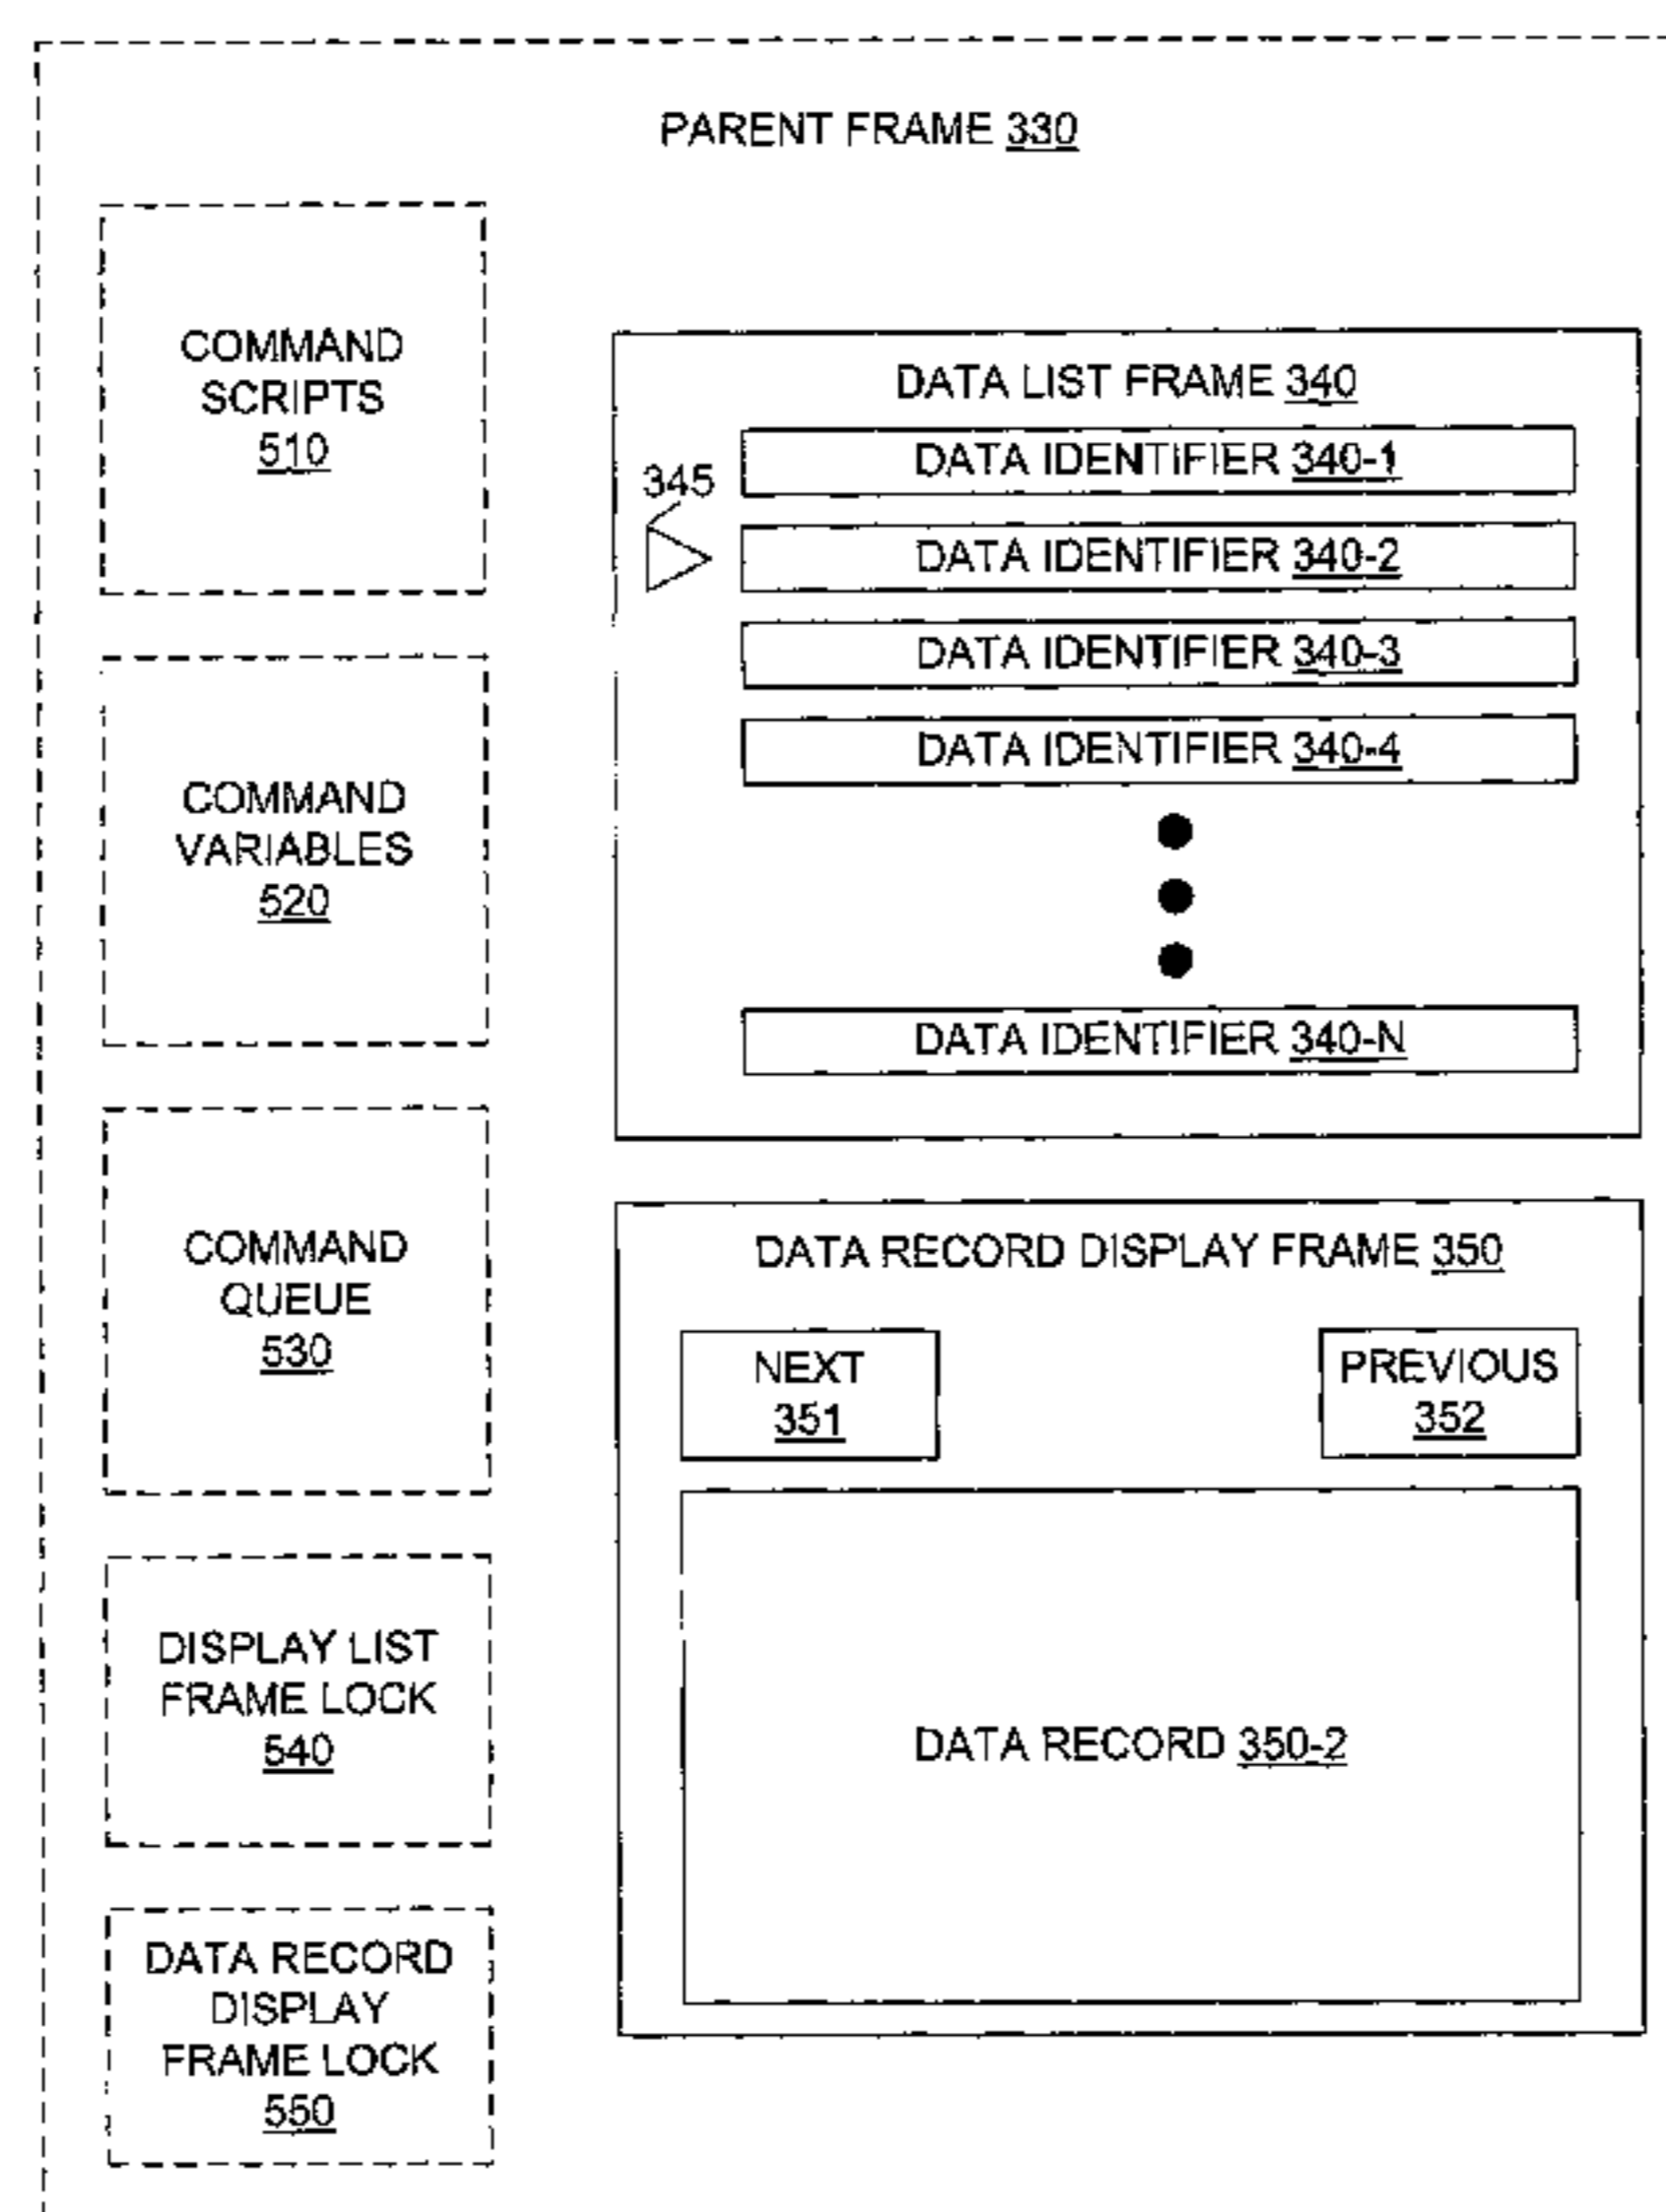 PARENT FRAME 330
COMMAND
SCRIPTS
510
COMMAND
VARIABLES
520
COMMAND
QUEUE
530
DISPLAY LIST
FRAME LOCK
540
DATA RECORD
DISPLAY
FRAME LOCK
550
DATA LIST FRAME 340
345
DATA IDENTIFIER 340-1
DATA IDENTIFIER 340-2
DATA IDENTIFIER 340-3
DATA IDENTIFIER 340-4
DATA IDENTIFIER 340-N
DATA RECORD DISPLAY FRAME 350
NEXT
351
PREVIOUS
352
DATA RECORD 350-2